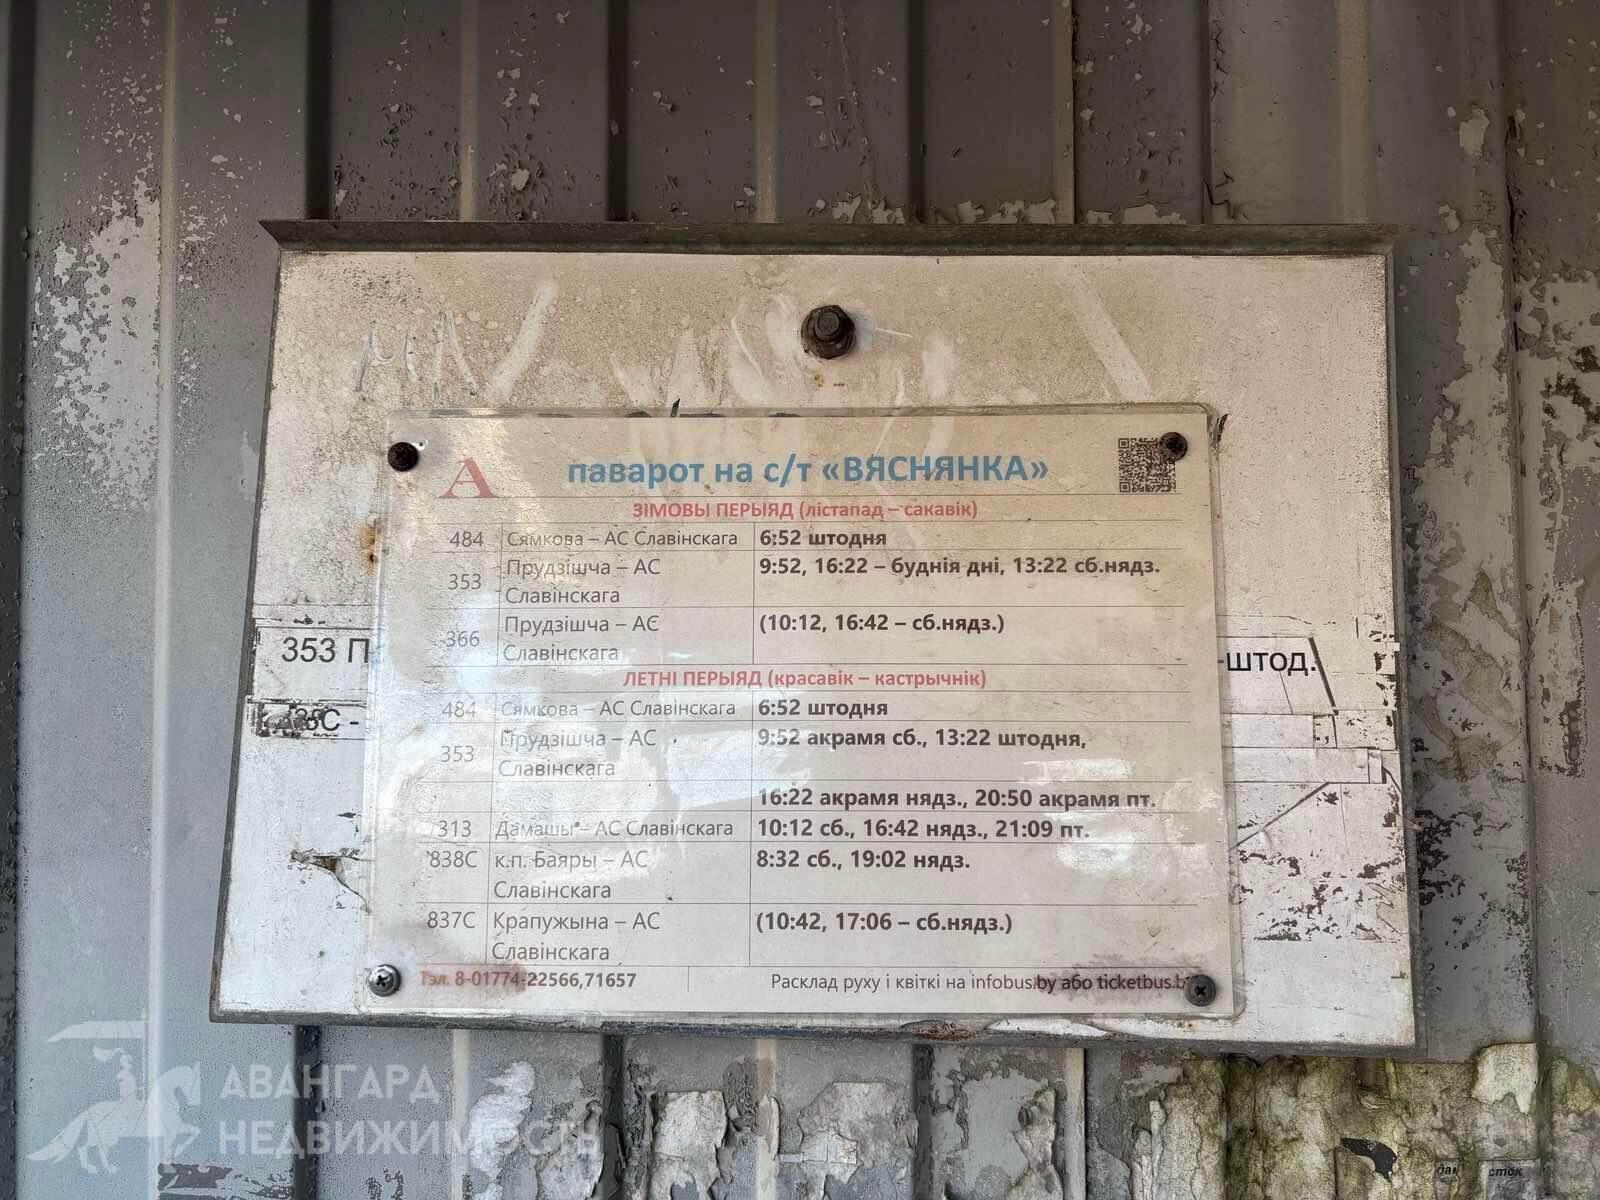 А паварот на с/т «ВЯСНЯНКА»
ЗІМОВЫ ПЕРЫЯД (лістапад – сакавік)
484 Сямкова – АС Славінскага 6:52 штодня
353 Прудзішча – АС 9:52, 16:22 – буднія дні, 13:22 сб.нядз.
Славінскага
366 Прудзішча – АС (10:12, 16:42 – сб.нядз.)
Славінскага
353 П
-штод.
ЛЕТНІ ПЕРЫЯД (красавік – кастрычнік)
484 Сямкова – АС Славінскага 6:52 штодня
353 Прудзішча – АС 9:52 акрамя сб., 13:22 штодня,
Славінскага
16:22 акрамя нядз., 20:50 акрамя пт.
313 Дамашы – АС Славінскага 10:12 сб., 16:42 нядз., 21:09 пт.
838С к.п. Баяры – АС 8:32 сб., 19:02 нядз.
Славінскага
837С Крапужына – АС (10:42, 17:06 – сб.нядз.)
Славінскага
Тэл. 8-01774-22566,71657 Расклад руху і квіткі на infobus.by або ticketbus.b
АВАНГАРД
НЕДВИЖИМОСТЬ